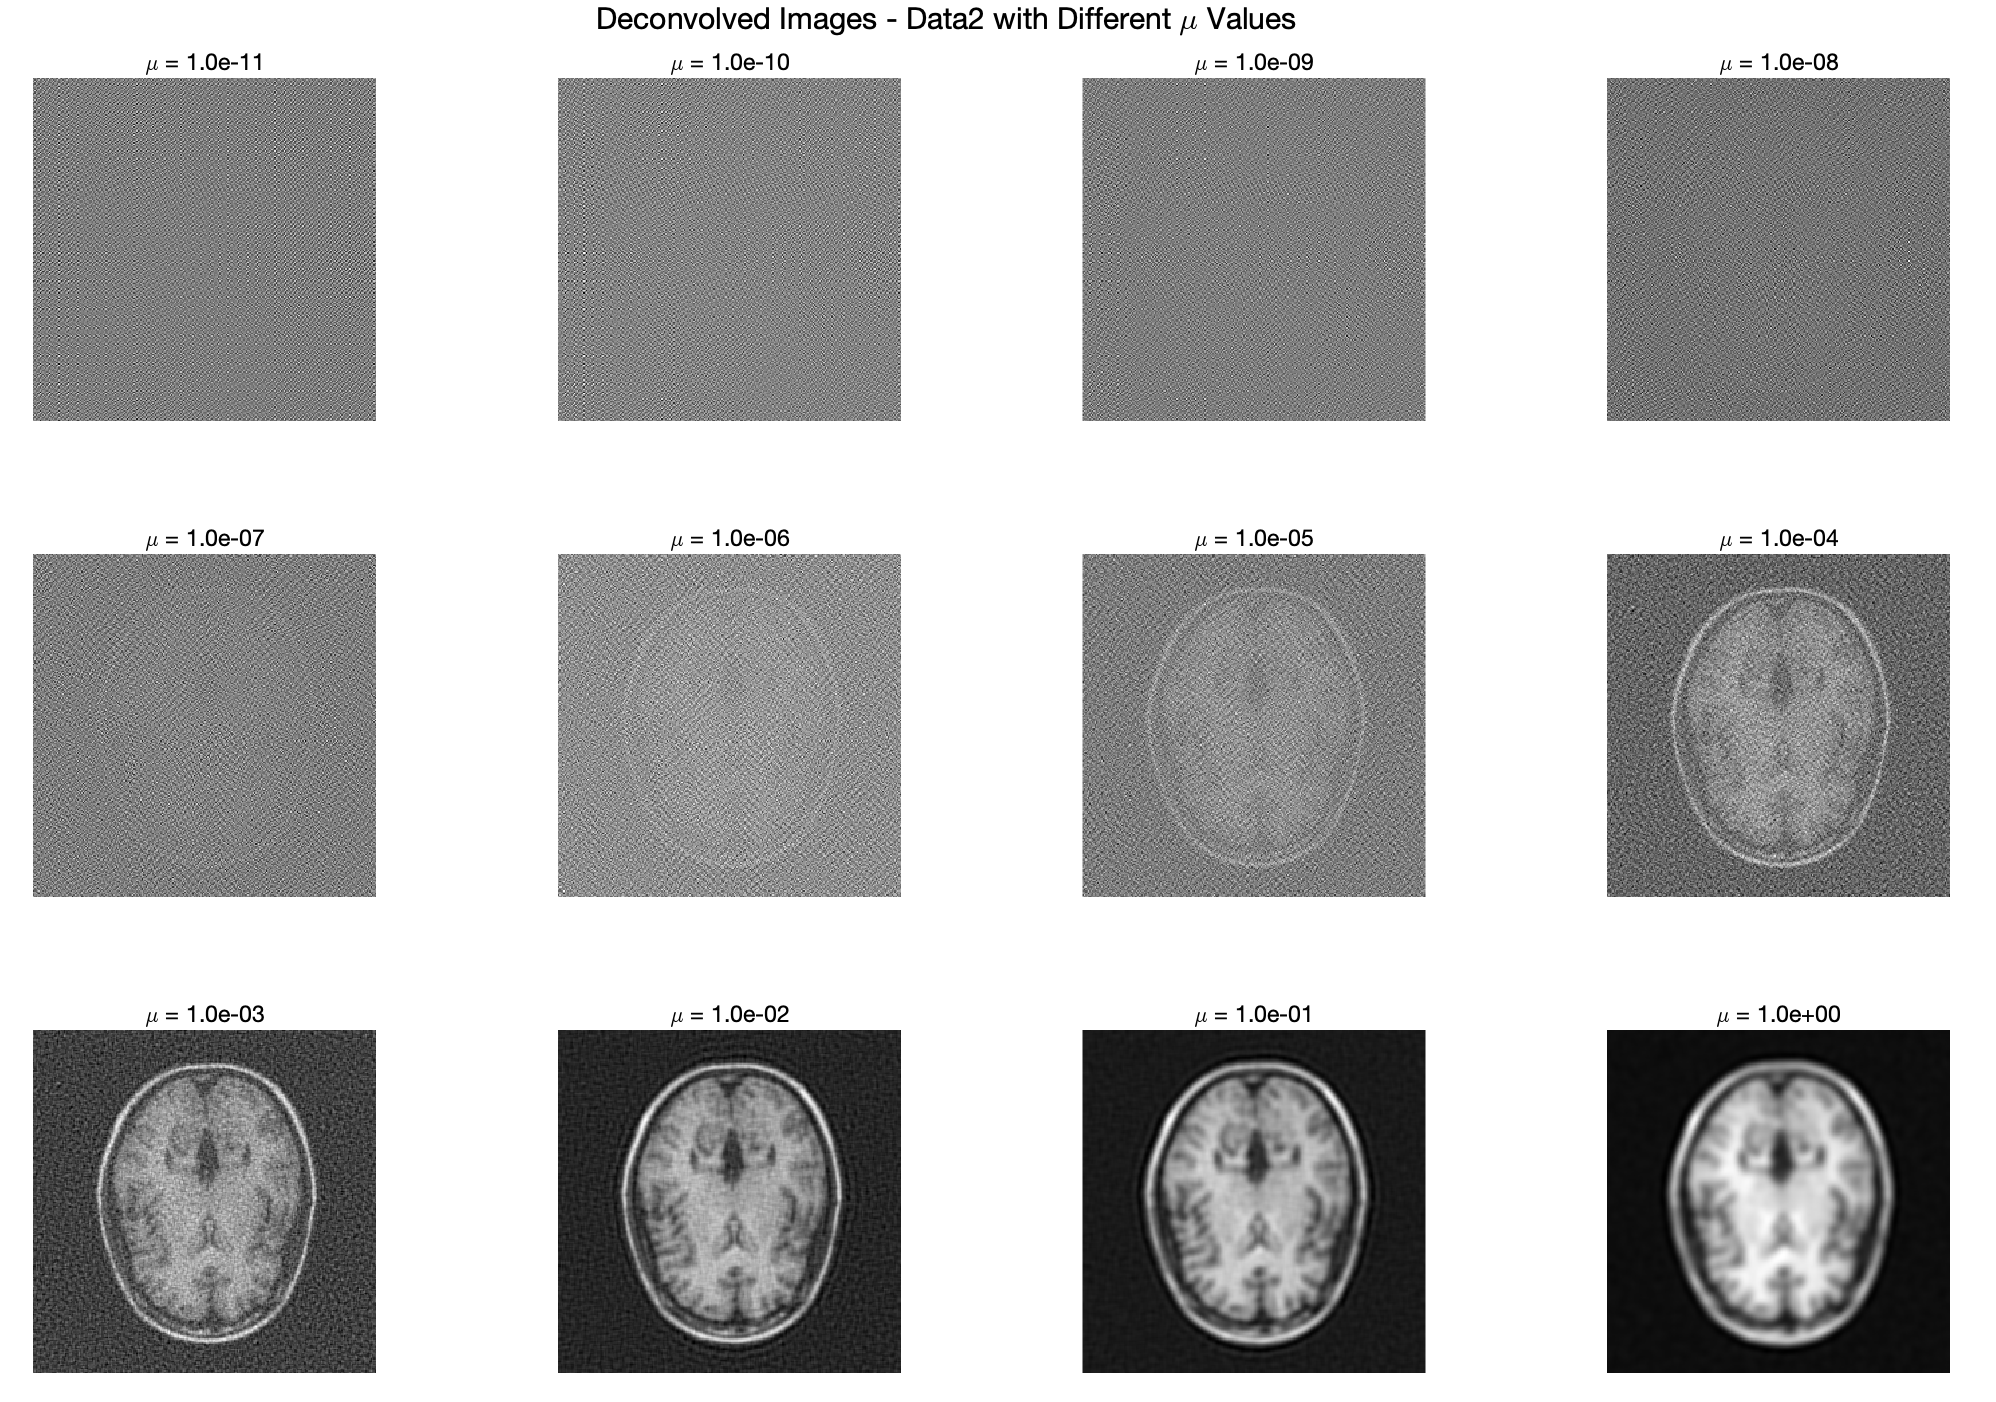 Deconvolved Images - Data2 with Different μ Values
μ = 1.0e-11
μ = 1.0e-10
μ = 1.0e-09
μ = 1.0e-08
μ = 1.0e-07
μ = 1.0e-06
μ = 1.0e-05
μ = 1.0e-04
μ = 1.0e-03
μ = 1.0e-02
μ = 1.0e-01
μ = 1.0e+00